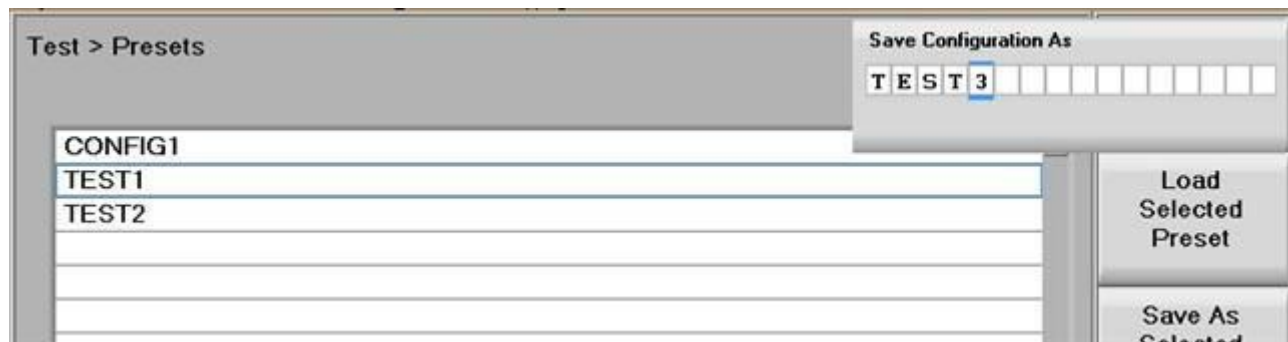 Test > Presets
Save Configuration As
TEST3
CONFIG1
TEST1
TEST2
Load
Selected
Preset
Save As